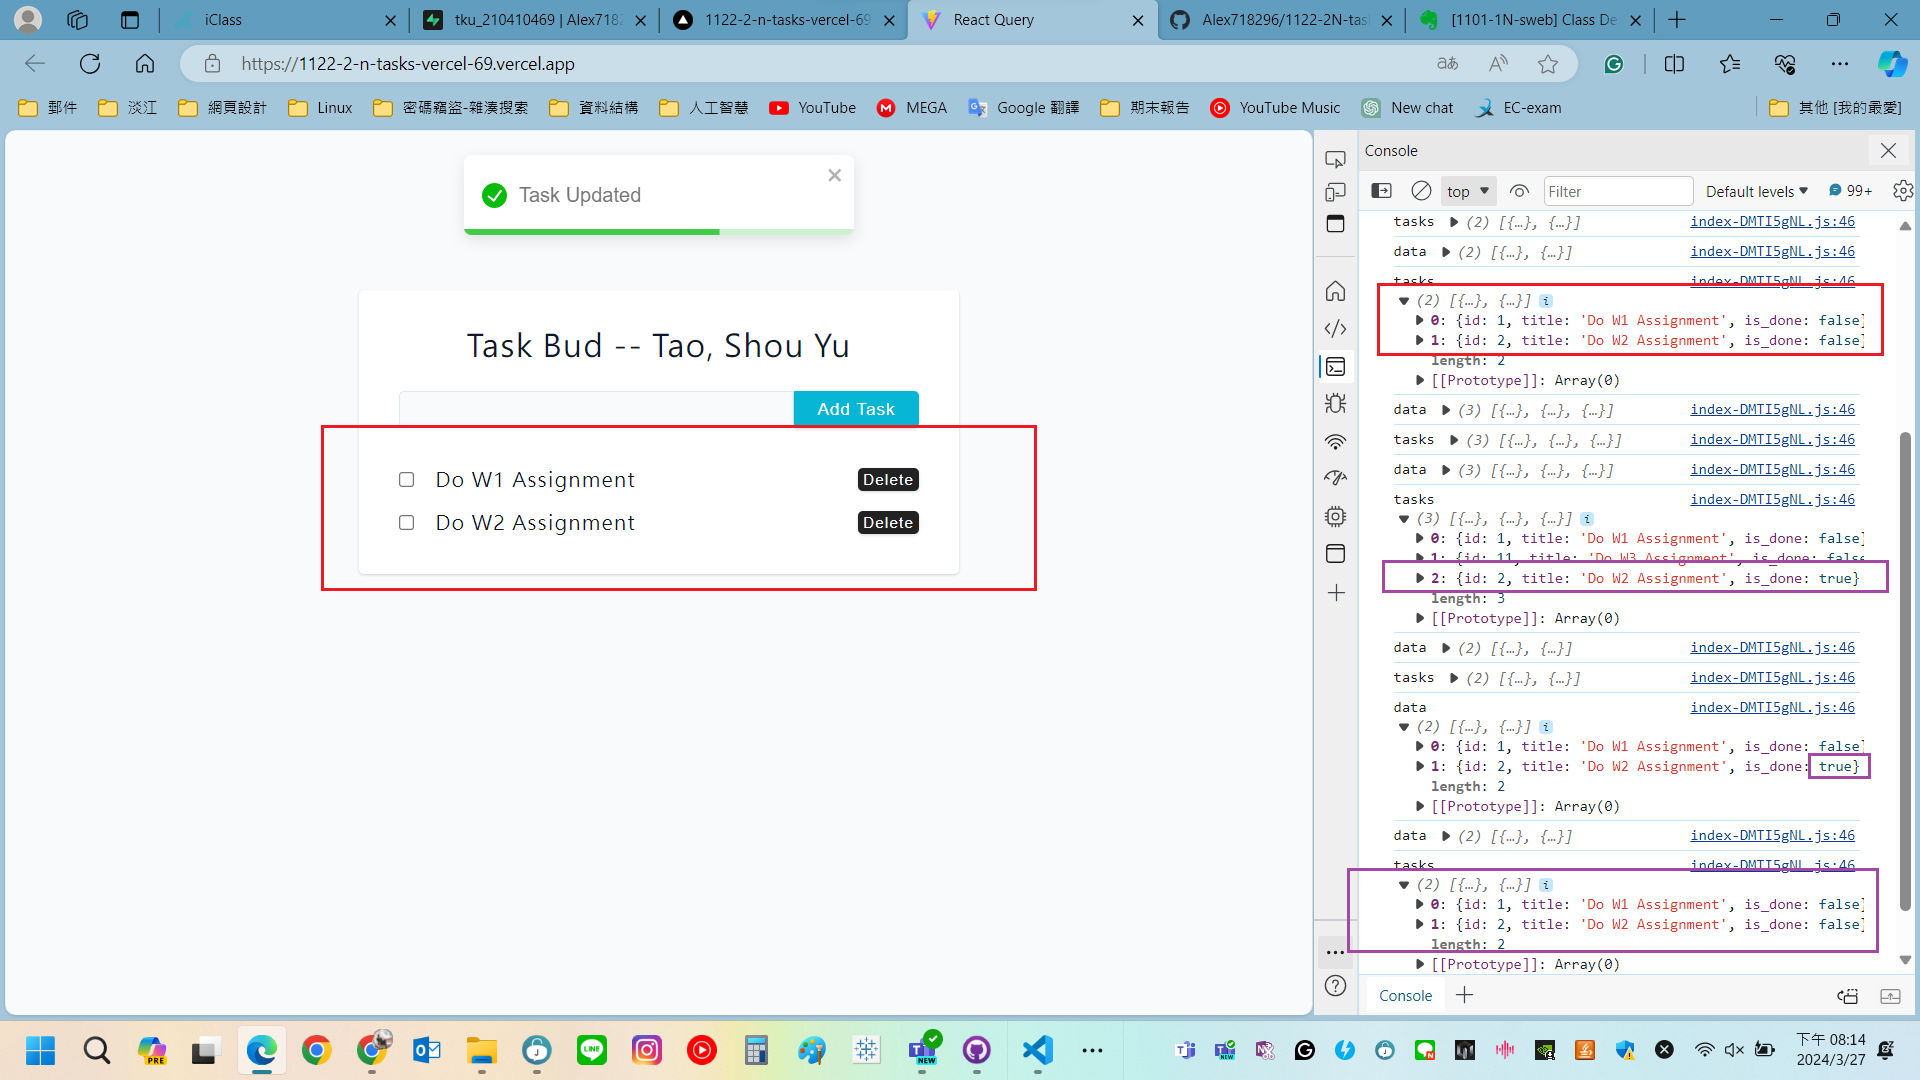 iClass
tku_210410469 | Alex7182
1122-2-n-tasks-vercel-69
React Query
Alex718296/1122-2N-tas
[1101-1N-sweb] Class De
https://1122-2-n-tasks-vercel-69.vercel.app
郵件
淡江
網頁設計
Linux
密碼竊盜-雜湊搜索
資料結構
人工智慧
YouTube
MEGA
Google 翻譯
期末報告
YouTube Music
New chat
EC-exam
其他 [我的最愛]
Task Updated
Task Bud -- Tao, Shou Yu
Add Task
Do W1 Assignment
Delete
Do W2 Assignment
Delete
Console
top
Filter
Default levels
99+
tasks (2) [{…}, {…}] index-DMTI5gNL.js:46
data (2) [{…}, {…}] index-DMTI5gNL.js:46
tasks index-DMTI5gNL.js:46
(2) [{…}, {…}] i
0: {id: 1, title: 'Do W1 Assignment', is_done: false}
1: {id: 2, title: 'Do W2 Assignment', is_done: false}
length: 2
[[Prototype]]: Array(0)
data (3) [{…}, {…}, {…}] index-DMTI5gNL.js:46
tasks (3) [{…}, {…}, {…}] index-DMTI5gNL.js:46
data (3) [{…}, {…}, {…}] index-DMTI5gNL.js:46
tasks index-DMTI5gNL.js:46
(3) [{…}, {…}, {…}] i
0: {id: 1, title: 'Do W1 Assignment', is_done: false}
1: {id: 11, title: 'Do W3 Assignment', is_done: false
2: {id: 2, title: 'Do W2 Assignment', is_done: true}
length: 3
[[Prototype]]: Array(0)
data (2) [{…}, {…}] index-DMTI5gNL.js:46
tasks (2) [{…}, {…}] index-DMTI5gNL.js:46
data index-DMTI5gNL.js:46
(2) [{…}, {…}] i
0: {id: 1, title: 'Do W1 Assignment', is_done: false}
1: {id: 2, title: 'Do W2 Assignment', is_done: true}
length: 2
[[Prototype]]: Array(0)
data (2) [{…}, {…}] index-DMTI5gNL.js:46
tasks index-DMTI5gNL.js:46
(2) [{…}, {…}] i
0: {id: 1, title: 'Do W1 Assignment', is_done: false}
1: {id: 2, title: 'Do W2 Assignment', is_done: false}
length: 2
[[Prototype]]: Array(0)
Console
下午 08:14
2024/3/27